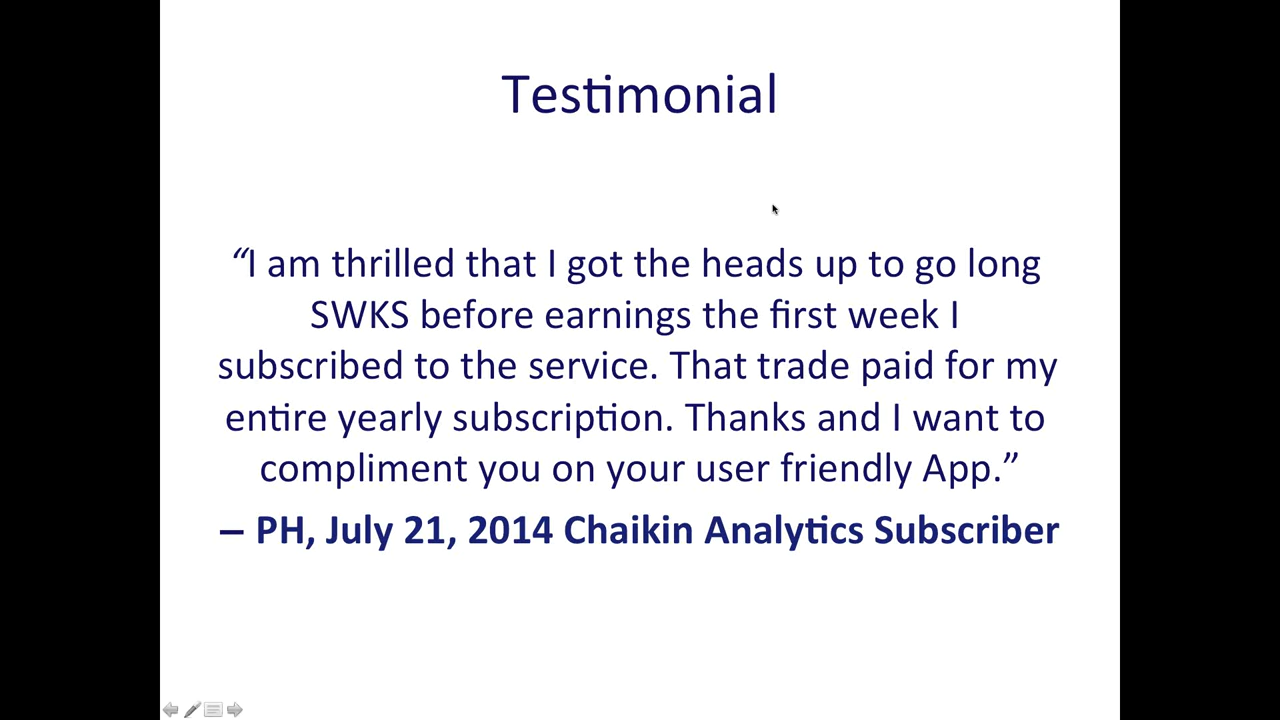 Testimonial
“I am thrilled that I got the heads up to go long
SWKS before earnings the first week I
subscribed to the service. That trade paid for my
entire yearly subscription. Thanks and I want to
compliment you on your user friendly App.”
– PH, July 21, 2014 Chaikin Analytics Subscriber